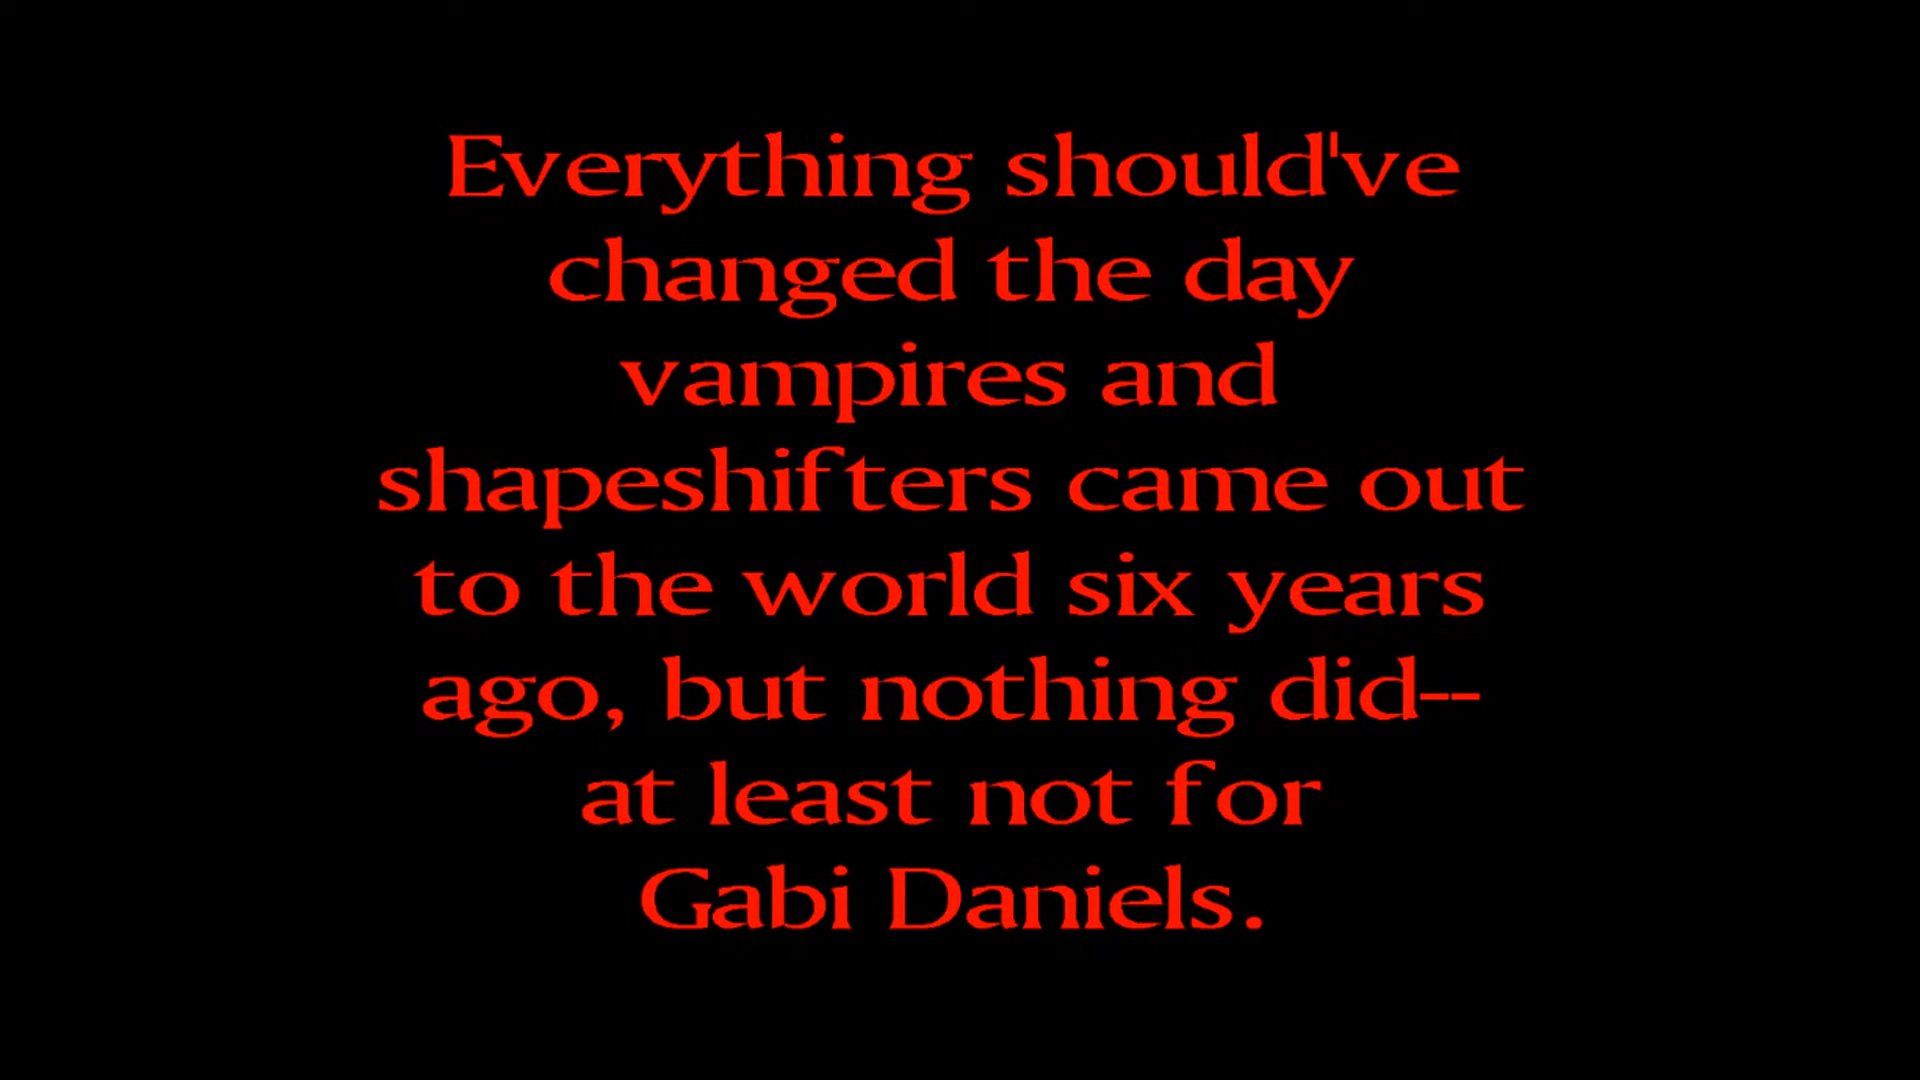 Everything should've
changed the day
vampires and
shapeshifters came out
to the world six years
ago, but nothing did--
at least not for
Gabi Daniels.